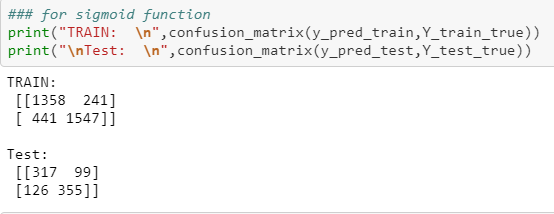 ### for sigmoid function
print("TRAIN:  \n",confusion_matrix(y_pred_train,Y_train_true))
print("\nTest:  \n",confusion_matrix(y_pred_test,Y_test_true))
TRAIN:
[[1358  241]
[ 441 1547]]
Test:
[[317  99]
[126 355]]